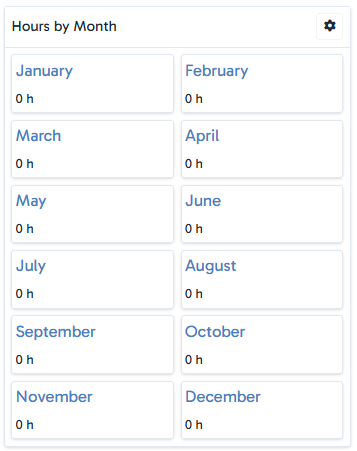 Hours by Month
January
0 h
February
0 h
March
0 h
April
0 h
May
0 h
June
0 h
July
0 h
August
0 h
September
0 h
October
0 h
November
0 h
December
0 h